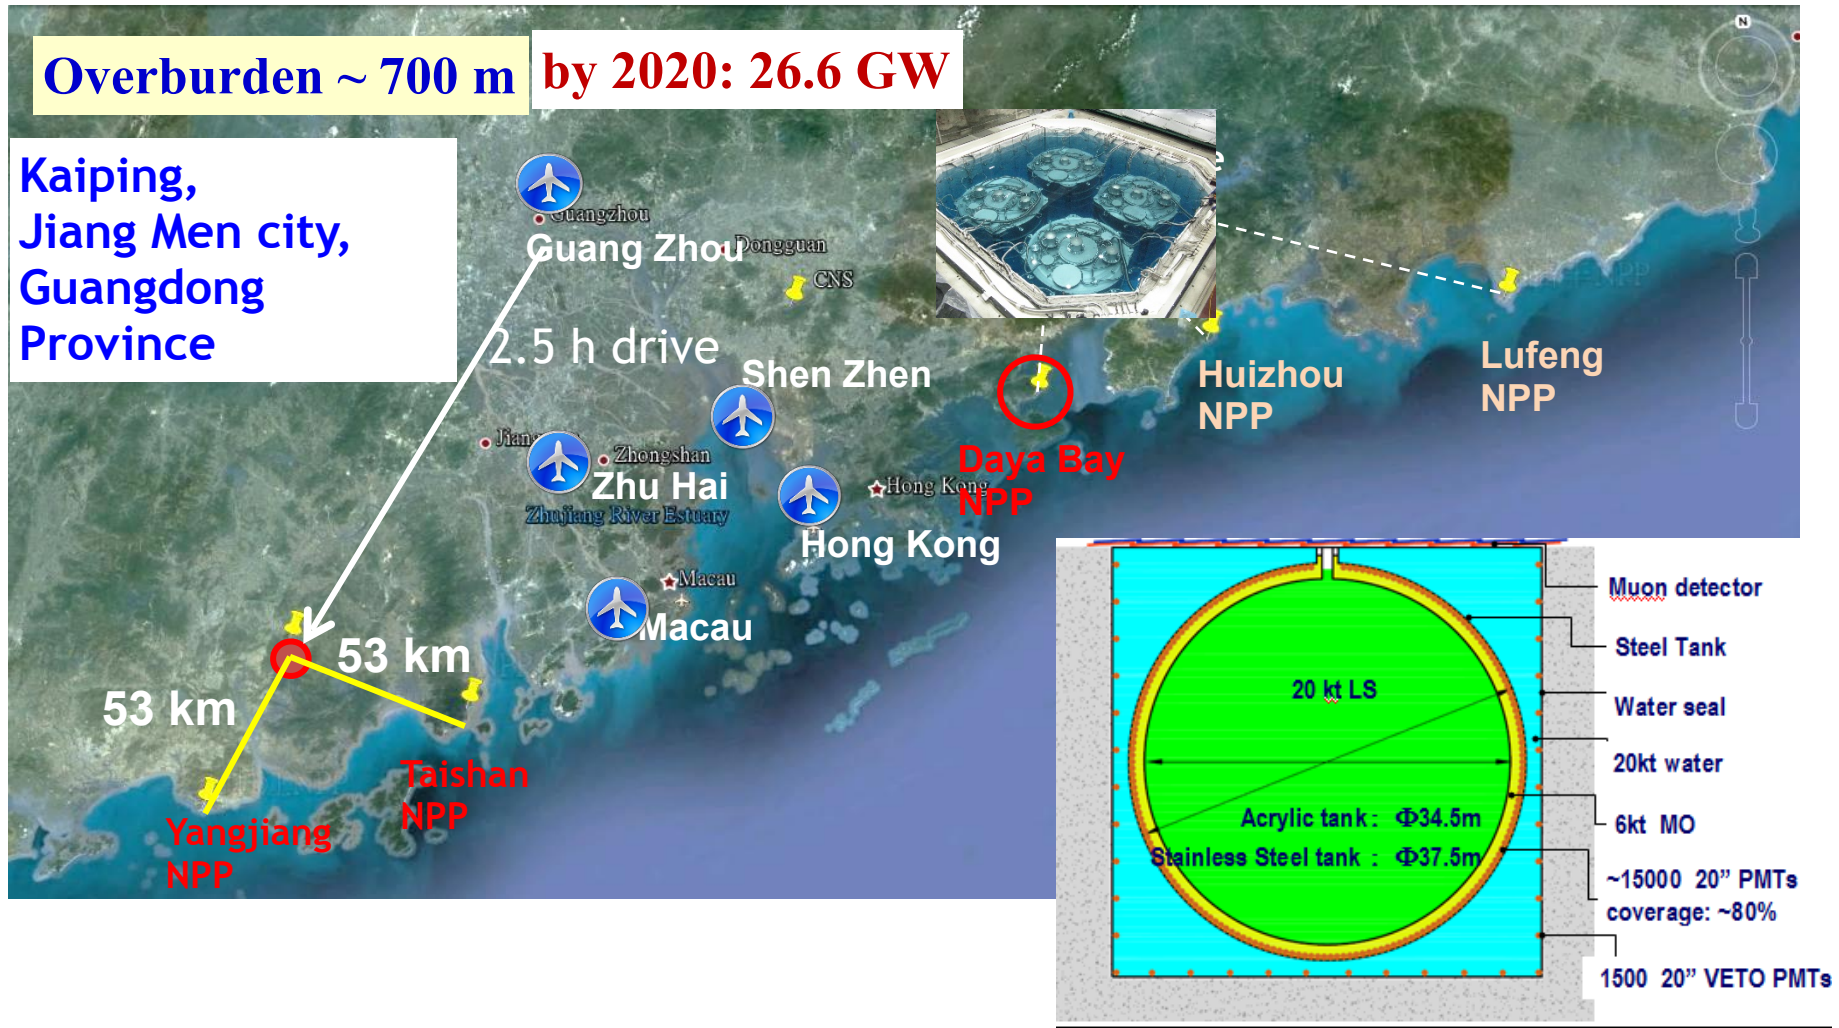 Overburden ~ 700 m
by 2020: 26.6 GW
Kaiping,
Jiang Men city,
Guangdong
Province
N
Guangzhou
Guang Zhou
Dongguan
CNS
2.5 h drive
Shen Zhen
Zhongshan
Zhu Hai
Zhujiang River Estuary
Hong Kong
Hong Kong
Macau
Macau
Daya Bay
NPP
Huizhou
NPP
Lufeng
NPP
53 km
53 km
Taishan
NPP
Yangjiang
NPP
Muon detector
Steel Tank
20 kt LS
Water seal
20kt water
Acrylic tank : Φ34.5m
6kt MO
Stainless Steel tank : Φ37.5m
~15000 20” PMTs
coverage: ~80%
1500 20” VETO PMTs